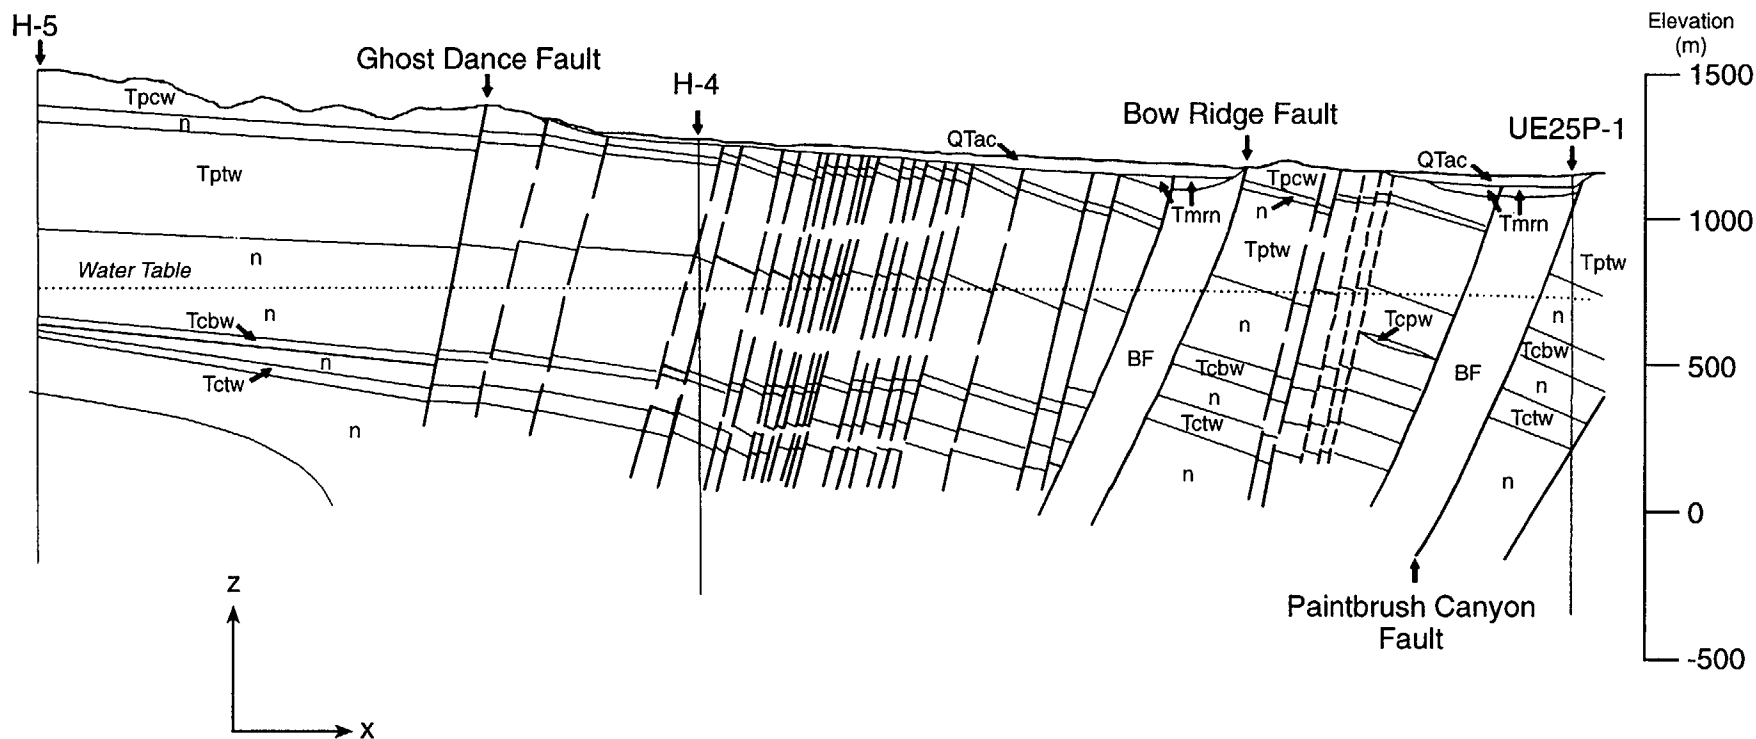 H-5
Ghost Dance Fault
H-4
Bow Ridge Fault
UE25P-1
Elevation
(m)
1500
1000
500
0
-500
Tpcw
n
Tptw
n
Water Table
n
Tcbw
n
Tctw
n
QTac
Tmrn
BF
Tpcw
n
Tptw
n
Tcbw
n
Tctw
n
Tcpw
QTac
Tmrn
BF
Tptw
n
Tcbw
n
Tctw
n
Paintbrush Canyon
Fault
z
x